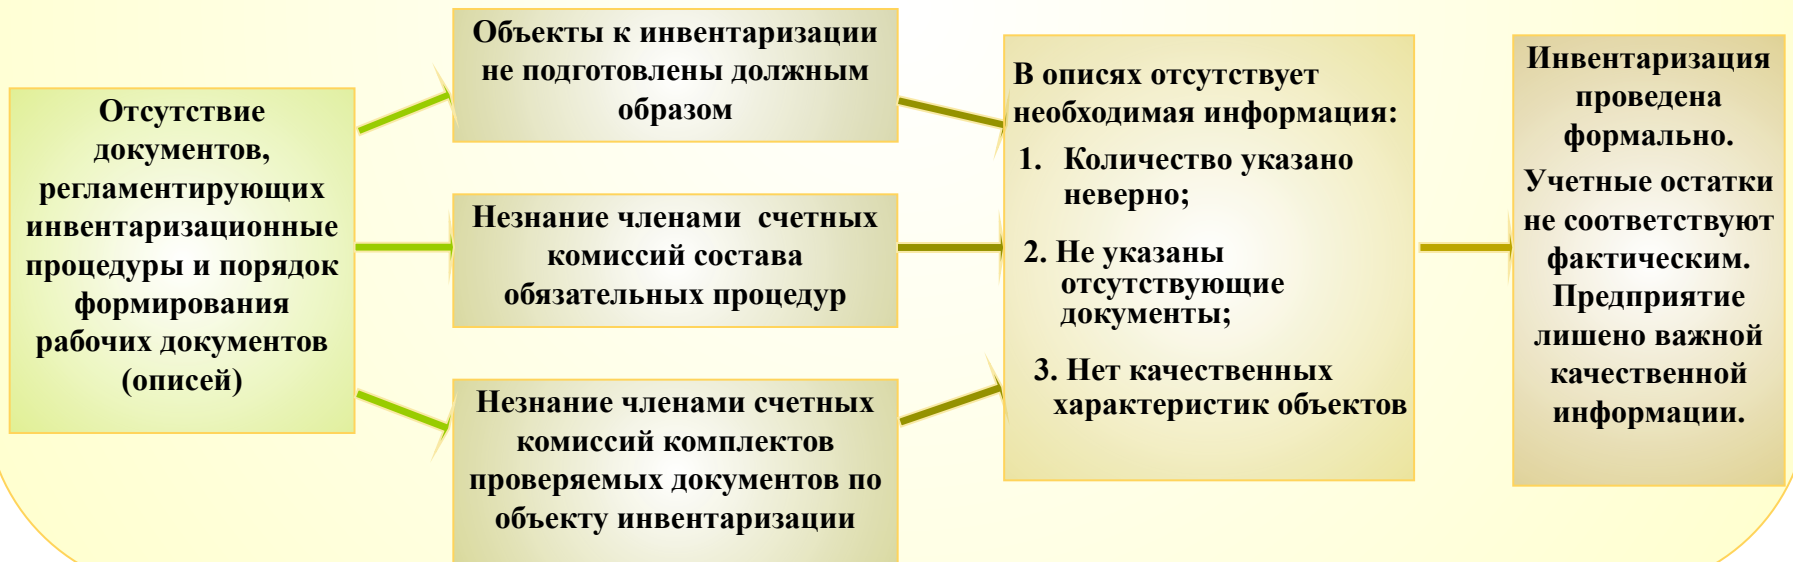 Отсутствие
документов,
регламентирующих
инвентаризационные
процедуры и порядок
формирования
рабочих документов
(описей)
Объекты к инвентаризации
не подготовлены должным
образом
Незнание членами счетных
комиссий состава
обязательных процедур
Незнание членами счетных
комиссий комплектов
проверяемых документов по
объекту инвентаризации
В описях отсутствует
необходимая информация:
1. Количество указано
неверно;
2. Не указаны
отсутствующие
документы;
3. Нет качественных
характеристик объектов
Инвентаризация
проведена
формально.
Учетные остатки
не соответствуют
фактическим.
Предприятие
лишено важной
качественной
информации.